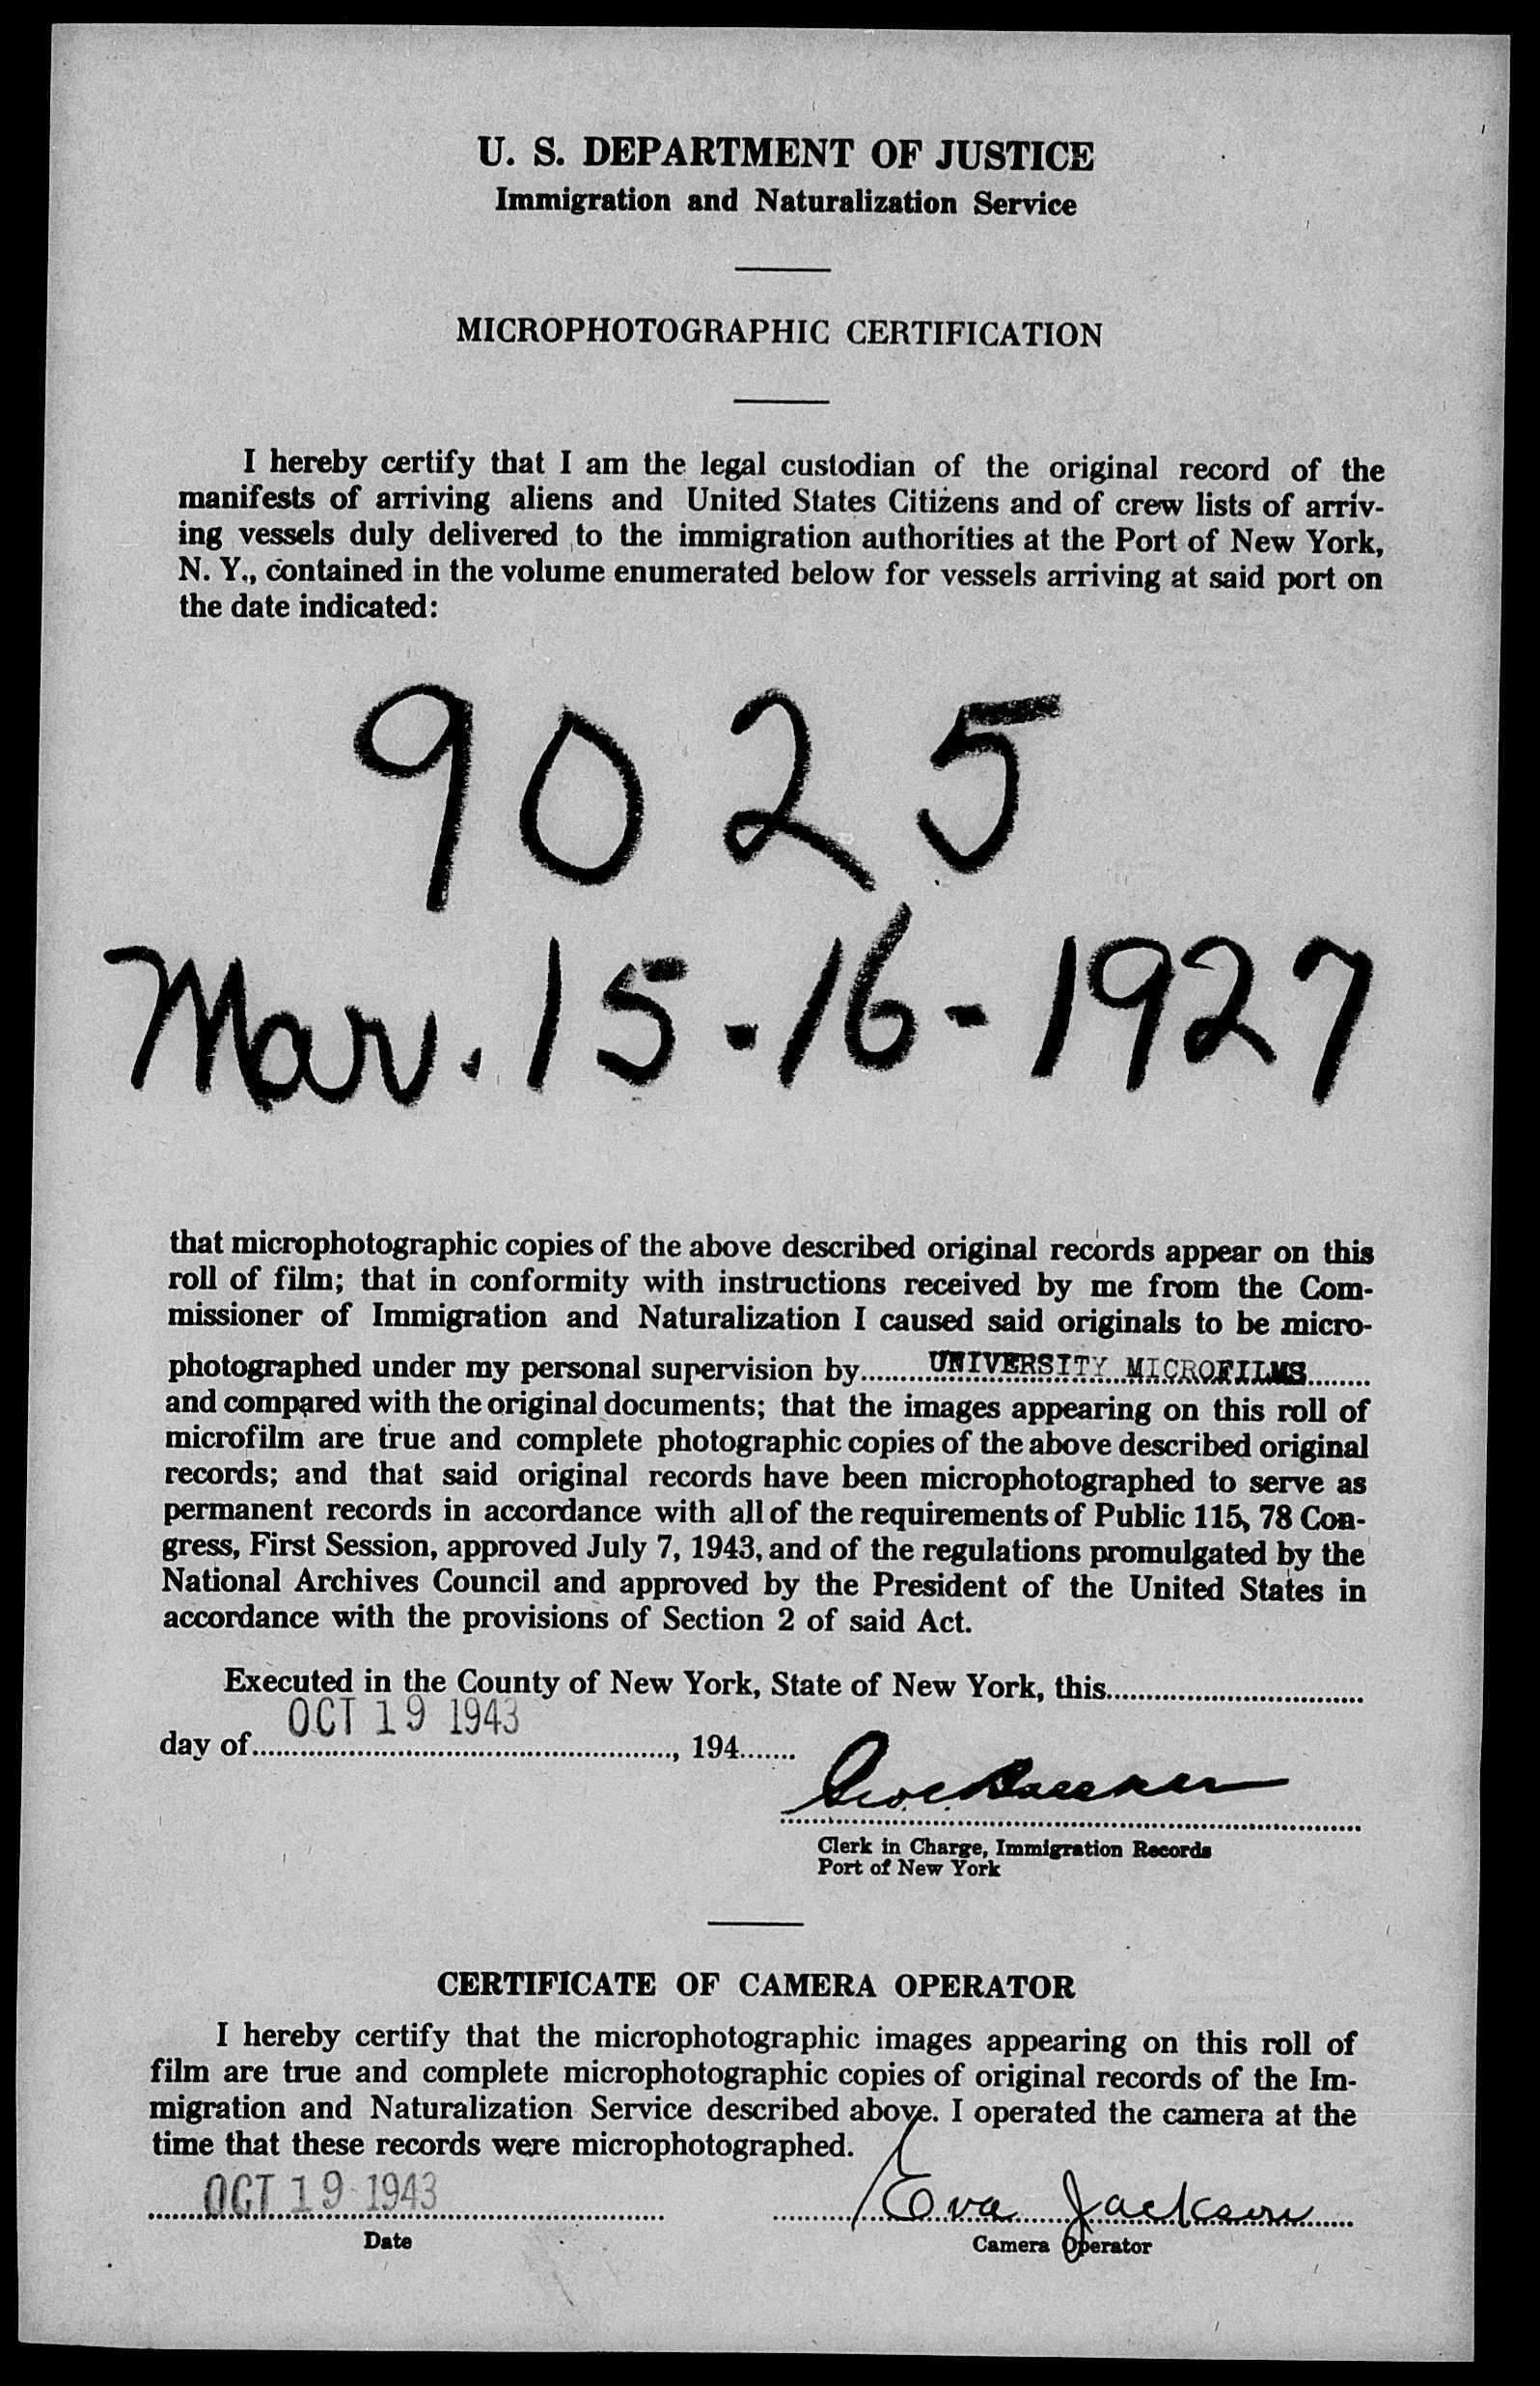 U. S. DEPARTMENT OF JUSTICE
Immigration and Naturalization Service
MICROPHOTOGRAPHIC CERTIFICATION
I hereby certify that I am the legal custodian of the original record of the
manifests of arriving aliens and United States Citizens and of crew lists of arriv-
ing vessels duly delivered to the immigration authorities at the Port of New York,
N. Y., contained in the volume enumerated below for vessels arriving at said port on
the date indicated:
9025
Mar. 15-16-1927
that microphotographic copies of the above described original records appear on this
roll of film; that in conformity with instructions received by me from the Com-
missioner of Immigration and Naturalization I caused said originals to be micro-
photographed under my personal supervision by UNIVERSITY MICROFILMS
and compared with the original documents; that the images appearing on this roll of
microfilm are true and complete photographic copies of the above described original
records; and that said original records have been microphotographed to serve as
permanent records in accordance with all of the requirements of Public 115, 78 Con-
gress, First Session, approved July 7, 1943, and of the regulations promulgated by the
National Archives Council and approved by the President of the United States in
accordance with the provisions of Section 2 of said Act.
Executed in the County of New York, State of New York, this
OCT 19 1943
day of, 194
Clerk in Charge, Immigration Records
Port of New York
CERTIFICATE OF CAMERA OPERATOR
I hereby certify that the microphotographic images appearing on this roll of
film are true and complete microphotographic copies of original records of the Im-
migration and Naturalization Service described above. I operated the camera at the
time that these records were microphotographed.
OCT 19 1943 Eva Jackson
Date Camera Operator